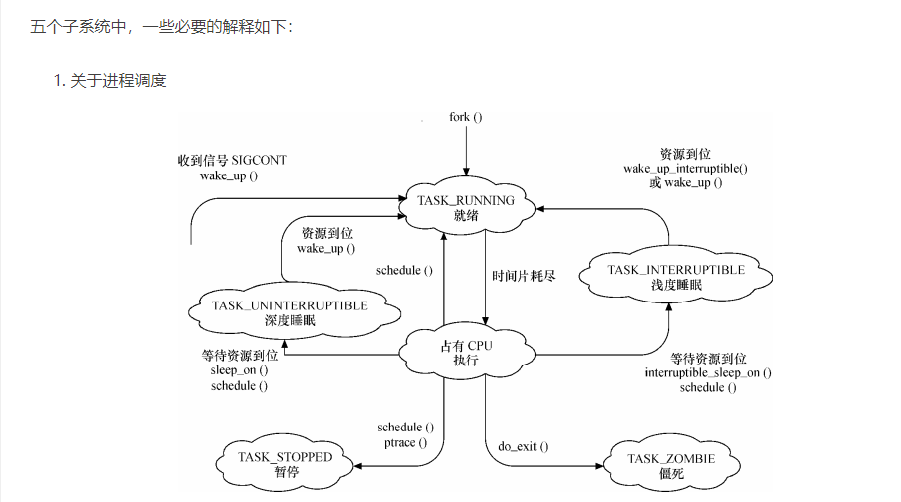 五个子系统中，一些必要的解释如下：
1. 关于进程调度
fork ()
收到信号 SIGCONT
wake_up ()
资源到位
wake_up_interruptible()
或 wake_up ()
TASK_RUNNING
就绪
资源到位
wake_up ()
schedule ()
时间片耗尽
TASK_INTERRUPTIBLE
浅度睡眠
TASK_UNINTERRUPTIBLE
深度睡眠
占有 CPU
执行
等待资源到位
sleep_on ()
schedule ()
等待资源到位
interruptible_sleep_on ()
schedule ()
schedule ()
ptrace ()
do_exit ()
TASK_STOPPED
暂停
TASK_ZOMBIE
僵死